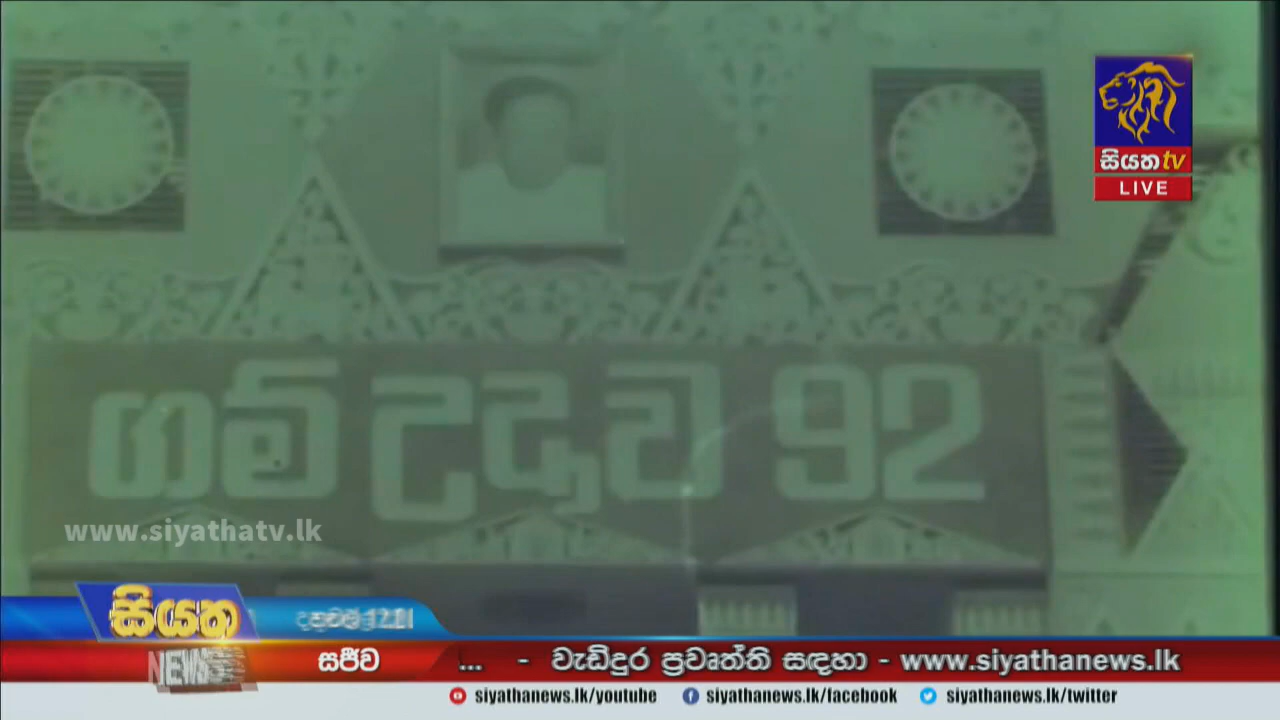 සියත tv
LIVE
ගම් උදාව 92
www.siyathatv.lk
සියත
NEWS
සජීව
... - වැඩිදුර ප්‍රවෘත්ති සඳහා - www.siyathanews.lk
siyathanews.lk/youtube
siyathanews.lk/facebook
siyathanews.lk/twitter